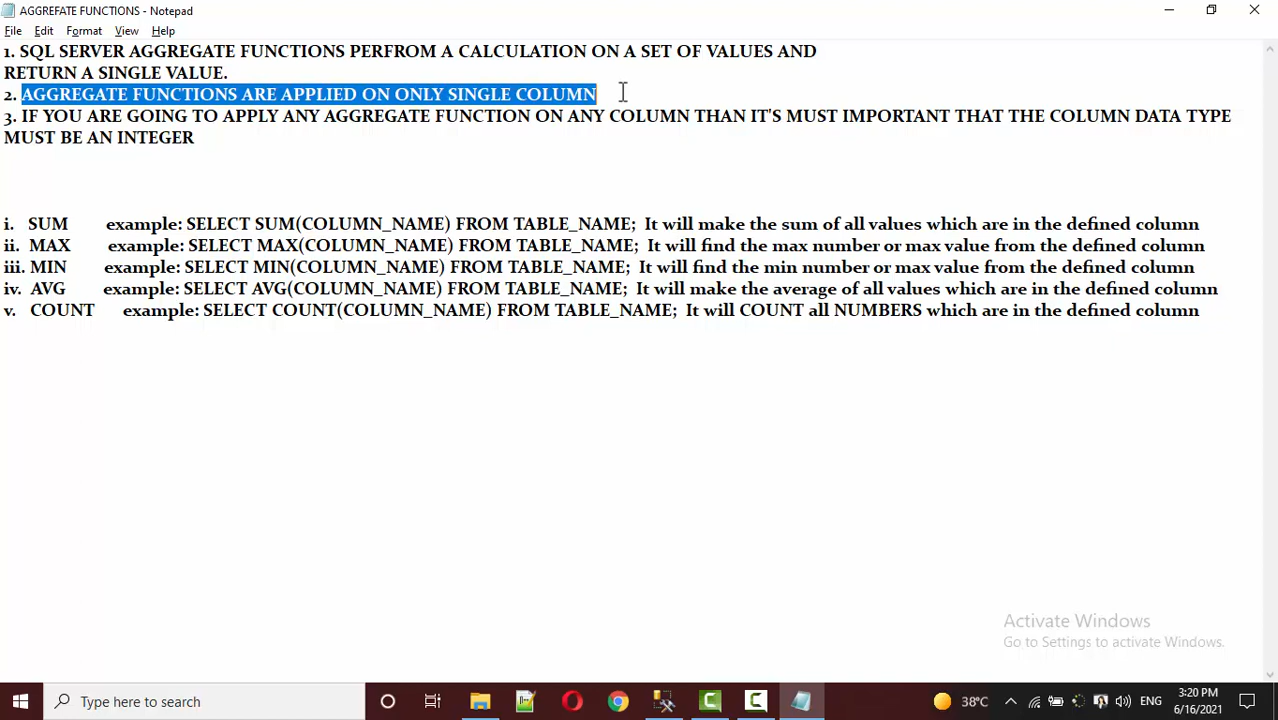 AGGREFATE FUNCTIONS - Notepad
File Edit Format View Help
1. SQL SERVER AGGREGATE FUNCTIONS PERFROM A CALCULATION ON A SET OF VALUES AND
RETURN A SINGLE VALUE.
2. AGGREGATE FUNCTIONS ARE APPLIED ON ONLY SINGLE COLUMN
3. IF YOU ARE GOING TO APPLY ANY AGGREGATE FUNCTION ON ANY COLUMN THAN IT'S MUST IMPORTANT THAT THE COLUMN DATA TYPE
MUST BE AN INTEGER
i. SUM example: SELECT SUM(COLUMN_NAME) FROM TABLE_NAME; It will make the sum of all values which are in the defined column
ii. MAX example: SELECT MAX(COLUMN_NAME) FROM TABLE_NAME; It will find the max number or max value from the defined column
iii. MIN example: SELECT MIN(COLUMN_NAME) FROM TABLE_NAME; It will find the min number or max value from the defined column
iv. AVG example: SELECT AVG(COLUMN_NAME) FROM TABLE_NAME; It will make the average of all values which are in the defined column
v. COUNT example: SELECT COUNT(COLUMN_NAME) FROM TABLE_NAME; It will COUNT all NUMBERS which are in the defined column
Activate Windows
Go to Settings to activate Windows.
Type here to search
38°C
ENG
3:20 PM
6/16/2021